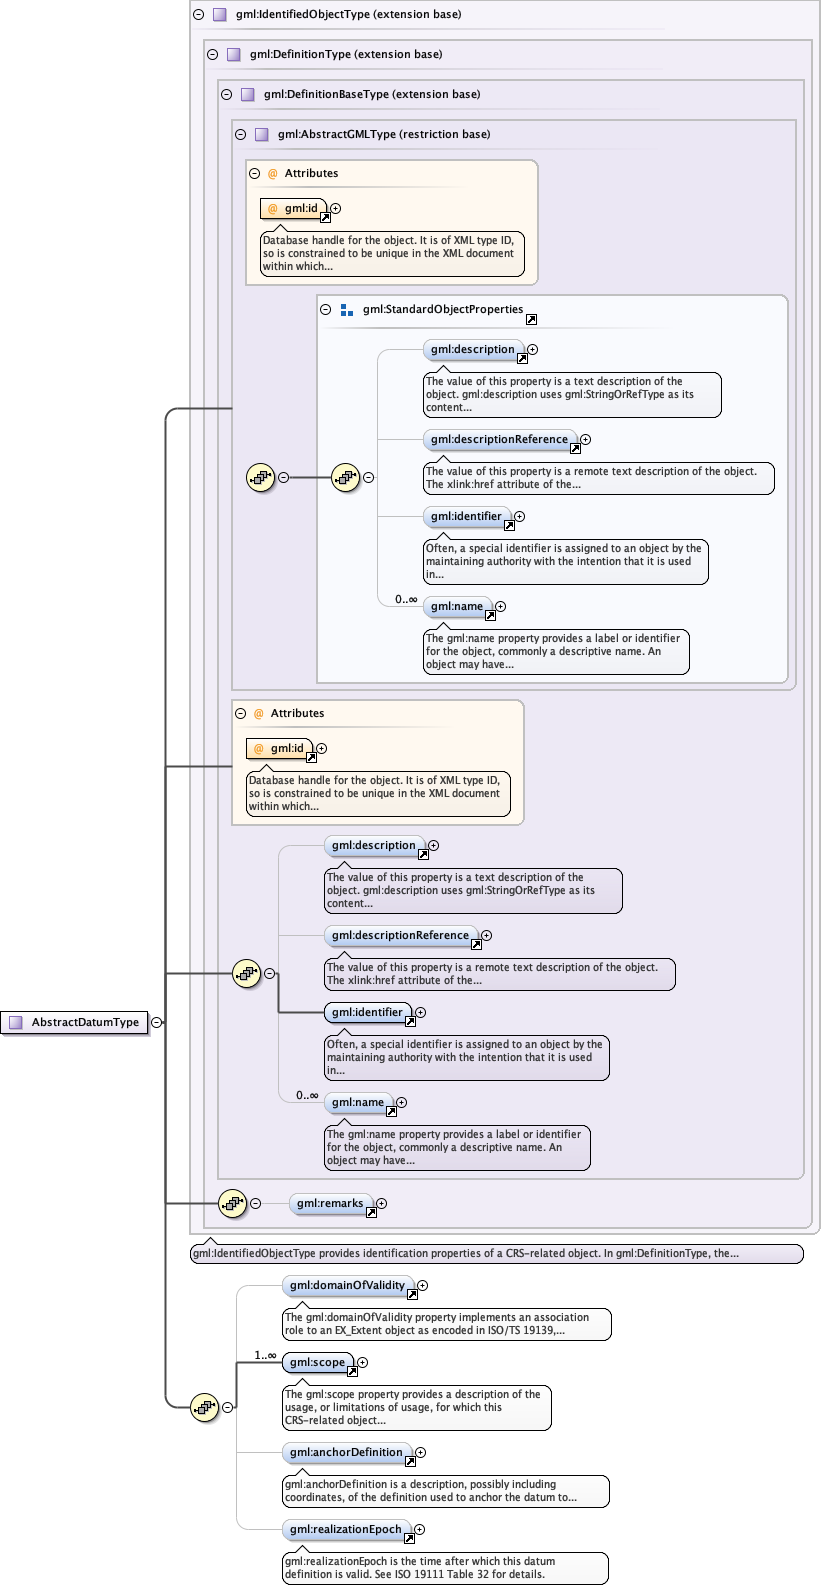 gml:IdentifiedObjectType (extension base)
gml:DefinitionType (extension base)
gml:DefinitionBaseType (extension base)
gml:AbstractGMLType (restriction base)
@ Attributes
@ gml:id
Database handle for the object. It is of XML type ID,
so is constrained to be unique in the XML document
within which...
gml:StandardObjectProperties
gml:description
The value of this property is a text description of the
object. gml:description uses gml:StringOrRefType as its
content...
gml:descriptionReference
The value of this property is a remote text description of the object.
The xlink:href attribute of the...
gml:identifier
Often, a special identifier is assigned to an object by the
maintaining authority with the intention that it is used
in...
0..∞
gml:name
The gml:name property provides a label or identifier
for the object, commonly a descriptive name. An
object may have...
@ Attributes
@ gml:id
Database handle for the object. It is of XML type ID,
so is constrained to be unique in the XML document
within which...
gml:description
The value of this property is a text description of the
object. gml:description uses gml:StringOrRefType as its
content...
gml:descriptionReference
The value of this property is a remote text description of the object.
The xlink:href attribute of the...
gml:identifier
AbstractDatumType
Often, a special identifier is assigned to an object by the
maintaining authority with the intention that it is used
in...
0..∞
gml:name
The gml:name property provides a label or identifier
for the object, commonly a descriptive name. An
object may have...
gml:remarks
gml:IdentifiedObjectType provides identification properties of a CRS-related object. In gml:DefinitionType, the...
gml:domainOfValidity
The gml:domainOfValidity property implements an association
role to an EX_Extent object as encoded in ISO/TS 19139,...
1..∞
gml:scope
The gml:scope property provides a description of the
usage, or limitations of usage, for which this
CRS-related object...
gml:anchorDefinition
gml:anchorDefinition is a description, possibly including
coordinates, of the definition used to anchor the datum to...
gml:realizationEpoch
gml:realizationEpoch is the time after which this datum
definition is valid. See ISO 19111 Table 32 for details.